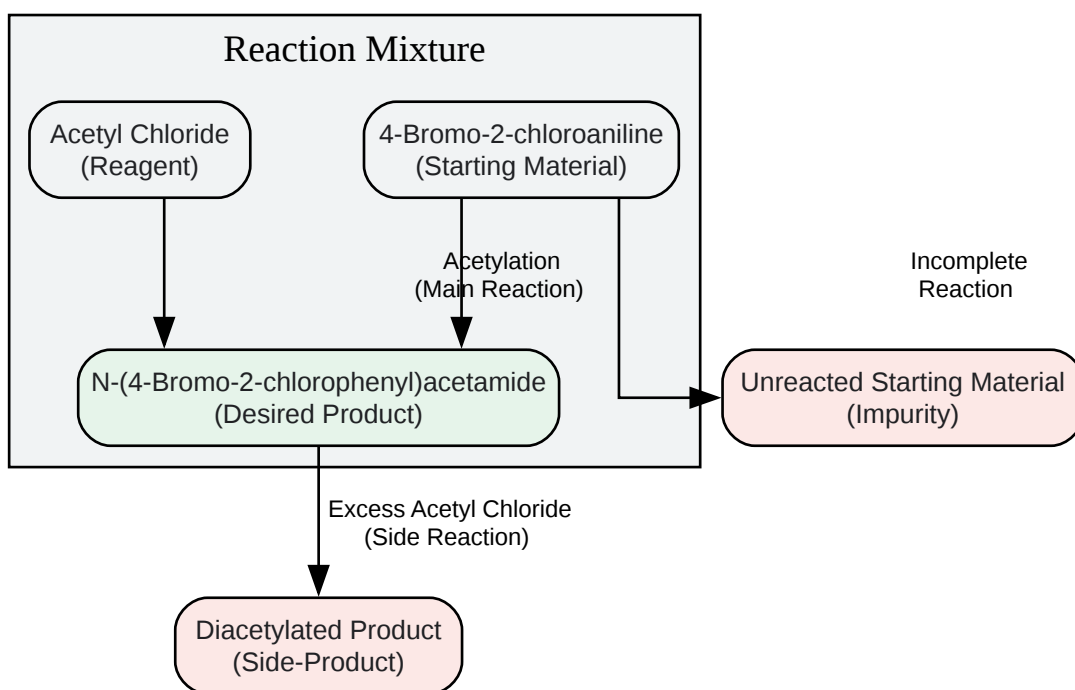 Reaction Mixture
Acetyl Chloride
(Reagent)
4-Bromo-2-chloroaniline
(Starting Material)
Acetylation
(Main Reaction)
Incomplete
Reaction
N-(4-Bromo-2-chlorophenyl)acetamide
(Desired Product)
Unreacted Starting Material
(Impurity)
Excess Acetyl Chloride
(Side Reaction)
Diacetylated Product
(Side-Product)